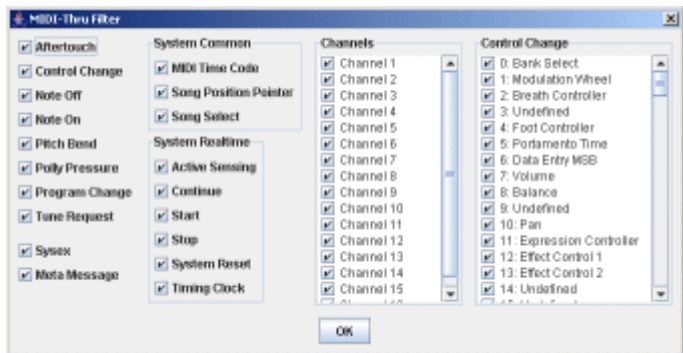 MIDI-Thru Filter
Aftertouch
Control Change
Note Off
Note On
Pitch Bend
Polly Pressure
Program Change
Tune Request
Sysex
Meta Message
System Common
MIDI Time Code
Song Position Pointer
Song Select
System Realtime
Active Sensing
Continue
Start
Stop
System Reset
Timing Clock
Channels
Channel 1
Channel 2
Channel 3
Channel 4
Channel 5
Channel 6
Channel 7
Channel 8
Channel 9
Channel 10
Channel 11
Channel 12
Channel 13
Channel 14
Channel 15
Control Change
0: Bank Select
1: Modulation Wheel
2: Breath Controller
3: Undefined
4: Foot Controller
5: Portamento Time
6: Data Entry MSB
7: Volume
8: Balance
9: Undefined
10: Pan
11: Expression Controller
12: Effect Control 1
13: Effect Control 2
14: Undefined
OK